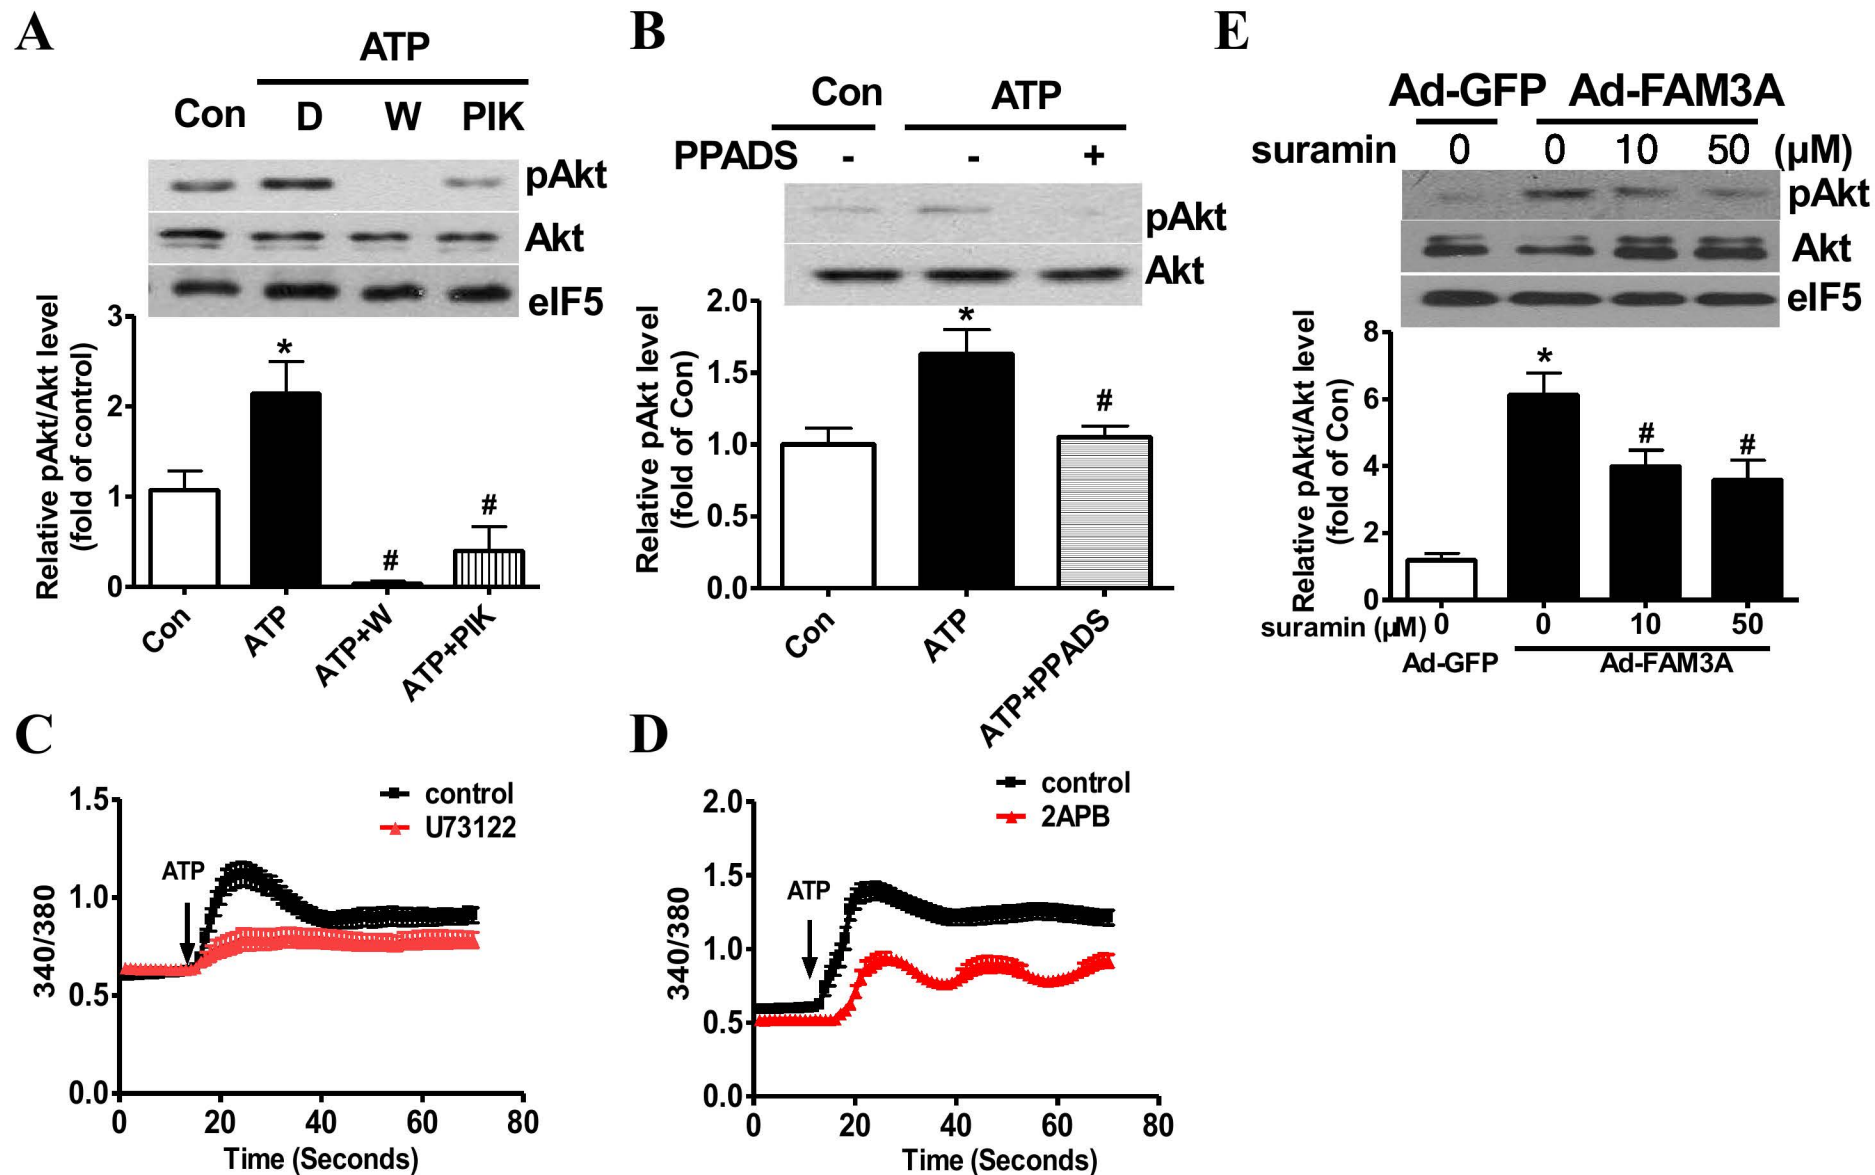 A
ATP
Con D W PIK
pAkt
Akt
eIF5
Relative pAkt/Akt level
(fold of control)
3
2
1
0
*
#
#
Con
ATP
ATP+W
ATP+PIK
B
Con ATP
PPADS - - +
pAkt
Akt
Relative pAkt level
(fold of Con)
2.0
1.5
1.0
0.5
0.0
*
#
Con
ATP
ATP+PPADS
E
Ad-GFP Ad-FAM3A
suramin 0 0 10 50 (μM)
pAkt
Akt
eIF5
Relative pAkt/Akt level
(fold of Con)
8
6
4
2
0
*
#
#
suramin (μM) 0 0 10 50
Ad-GFP Ad-FAM3A
C
control
U73122
ATP
340/380
1.5
1.0
0.5
0.0
0 20 40 60 80
Time (Seconds)
D
control
2APB
ATP
340/380
2.0
1.5
1.0
0.5
0.0
0 20 40 60 80
Time (Seconds)